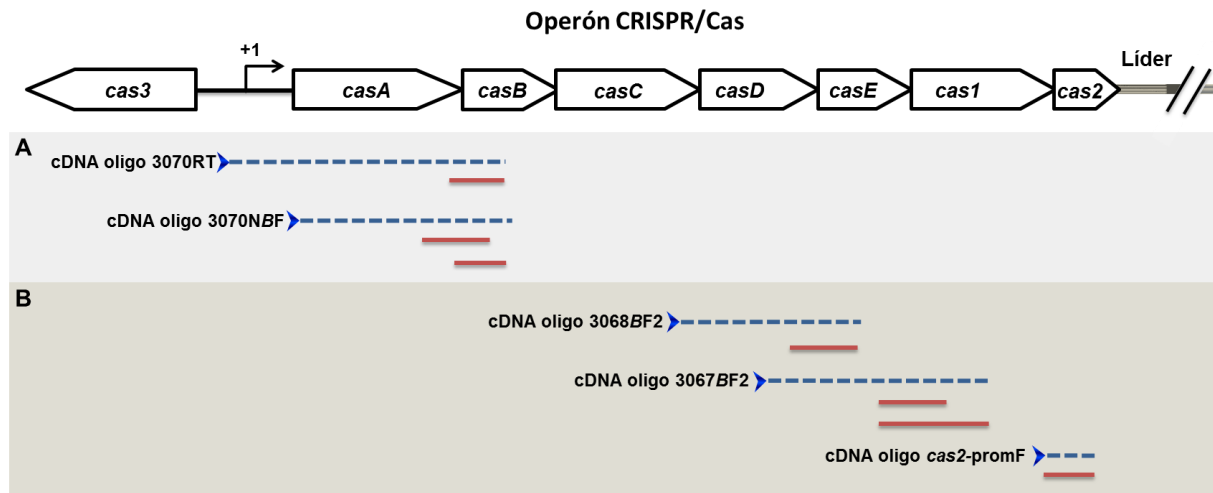 Operón CRISPR/Cas
+1
Líder
cas3
casA
casB
casC
casD
casE
cas1
cas2
A
cDNA oligo 3070RT
cDNA oligo 3070NBF
B
cDNA oligo 3068BF2
cDNA oligo 3067BF2
cDNA oligo cas2-promF